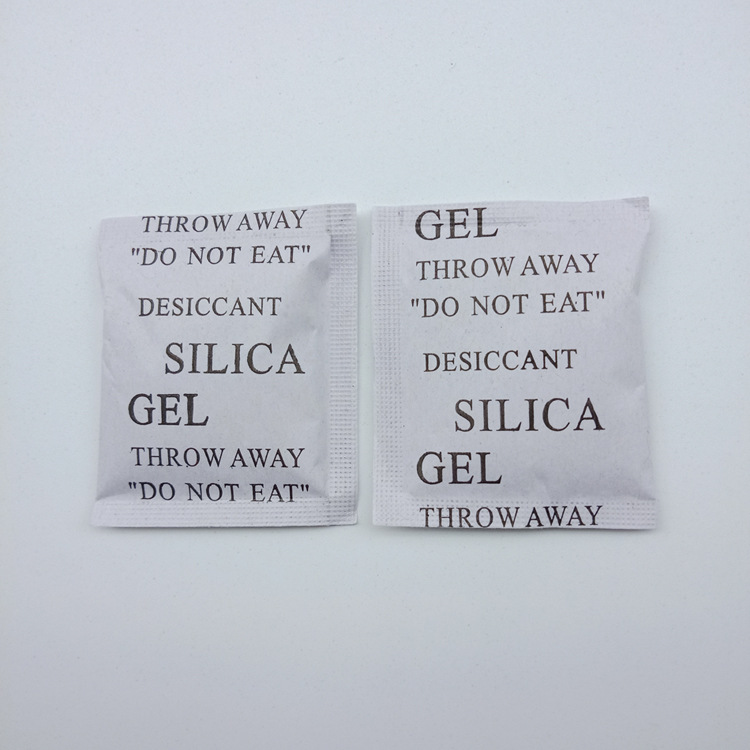 THROW AWAY
"DO NOT EAT"
DESICCANT
SILICA
GEL
THROW AWAY
"DO NOT EAT"
GEL
THROW AWAY
"DO NOT EAT"
DESICCANT
SILICA
GEL
THROW AWAY